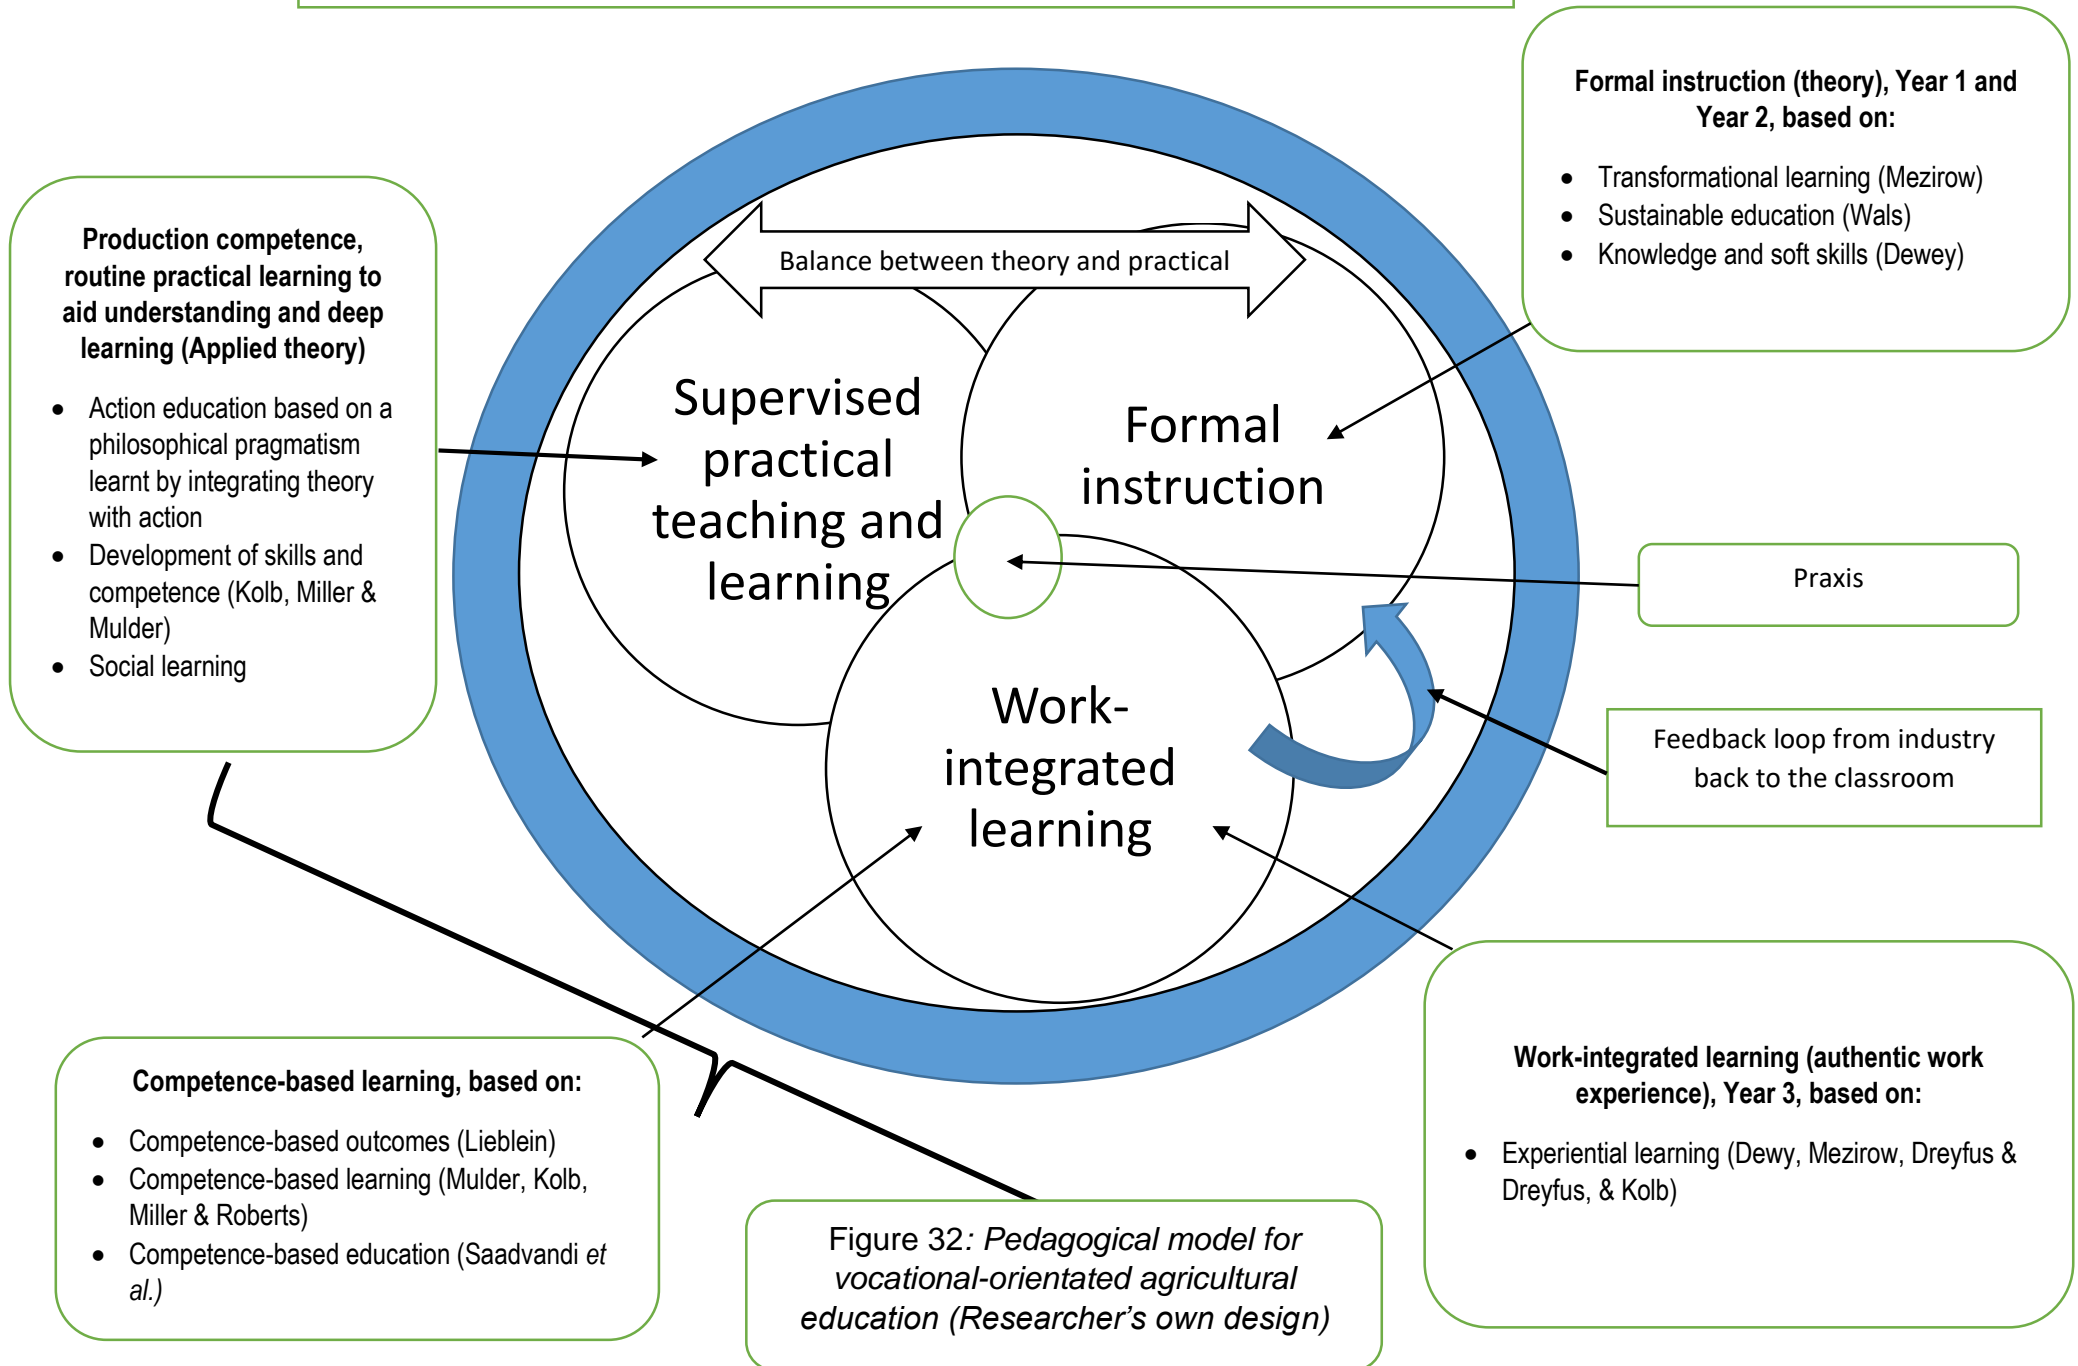 Formal instruction (theory), Year 1 and
Year 2, based on:
• Transformational learning (Mezirow)
• Sustainable education (Wals)
• Knowledge and soft skills (Dewey)
Production competence,
routine practical learning to
aid understanding and deep
learning (Applied theory)
• Action education based on a
philosophical pragmatism
learnt by integrating theory
with action
• Development of skills and
competence (Kolb, Miller &
Mulder)
• Social learning
Balance between theory and practical
Supervised
practical
teaching and
learning
Formal
instruction
Praxis
Work-
integrated
learning
Feedback loop from industry
back to the classroom
Competence-based learning, based on:
• Competence-based outcomes (Lieblein)
• Competence-based learning (Mulder, Kolb,
Miller & Roberts)
• Competence-based education (Saadvandi et
al.)
Work-integrated learning (authentic work
experience), Year 3, based on:
• Experiential learning (Dewy, Mezirow, Dreyfus &
Dreyfus, & Kolb)
Figure 32: Pedagogical model for
vocational-orientated agricultural
education (Researcher’s own design)